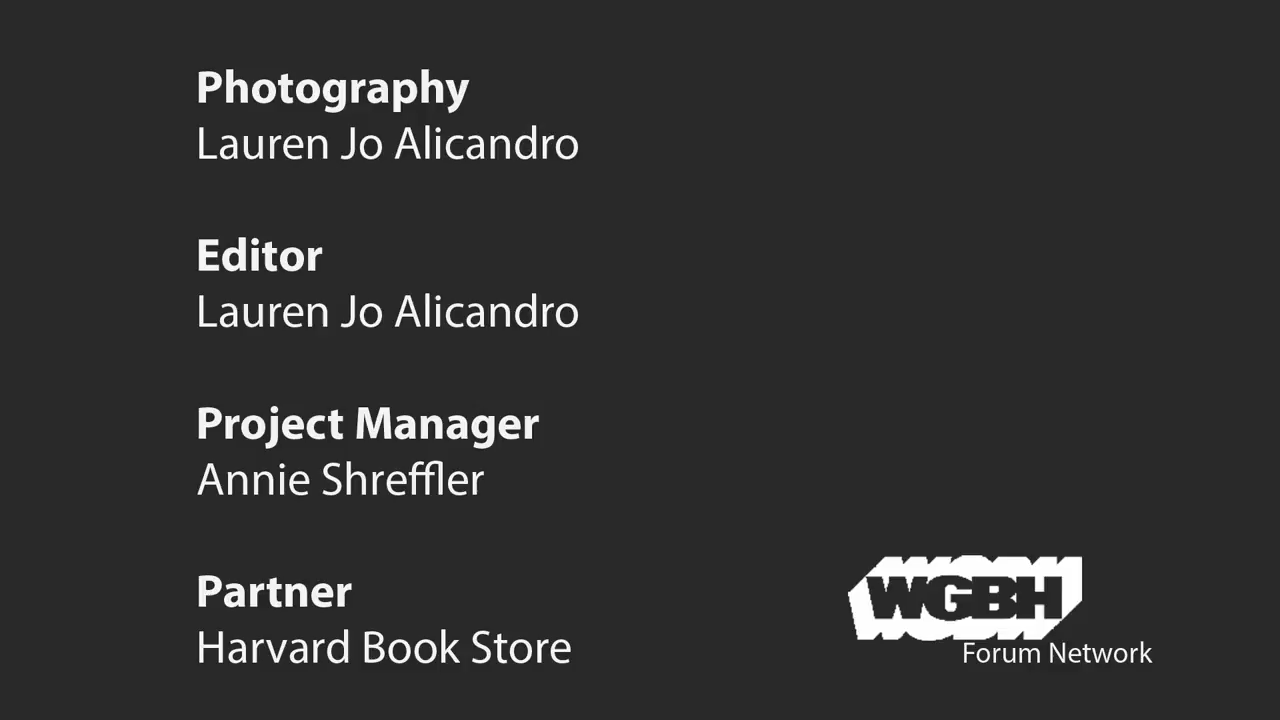 Photography
Lauren Jo Alicandro
Editor
Lauren Jo Alicandro
Project Manager
Annie Shreffler
Partner
Harvard Book Store
WGBH
Forum Network